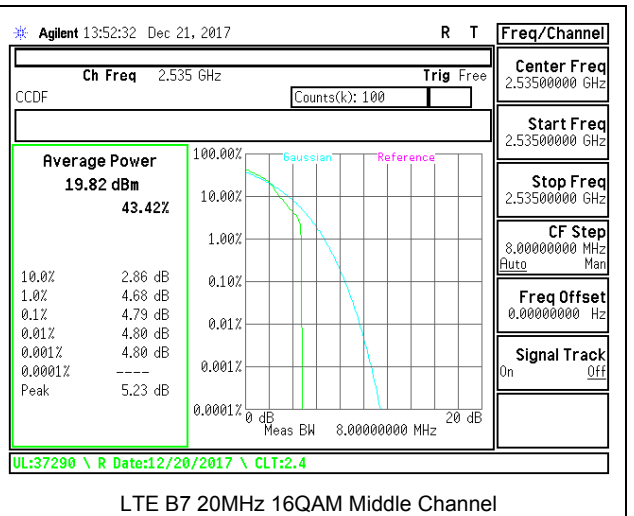 Agilent 13:52:32 Dec 21, 2017 R T
Ch Freq 2.535 GHz Trig Free
CCDF Counts(k): 100
Average Power
19.82 dBm
43.42%
10.0% 2.86 dB
1.0% 4.68 dB
0.1% 4.79 dB
0.01% 4.80 dB
0.001% 4.80 dB
0.0001% ----
Peak 5.23 dB
Gaussian Reference
100.00%
10.00%
1.00%
0.10%
0.01%
0.001%
0.0001%
0 dB 20 dB
Meas BW 8.00000000 MHz
Freq/Channel
Center Freq
2.53500000 GHz
Start Freq
2.53500000 GHz
Stop Freq
2.53500000 GHz
CF Step
8.00000000 MHz
Auto Man
Freq Offset
0.00000000 Hz
Signal Track
On Off
UL:37290 \ R Date:12/20/2017 \ CLT:2.4
LTE B7 20MHz 16QAM Middle Channel